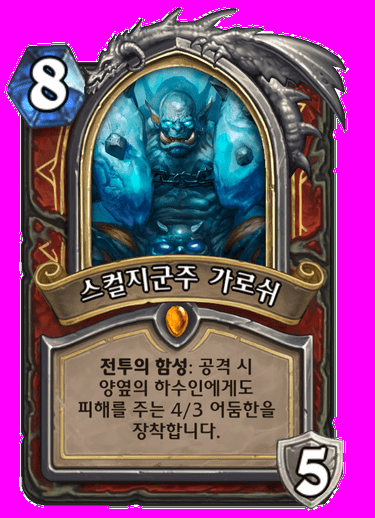 8
스컬지군주 가로쉬
전투의 함성: 공격 시
양옆의 하수인에게도
피해를 주는 4/3 어둠한을
장착합니다.
5